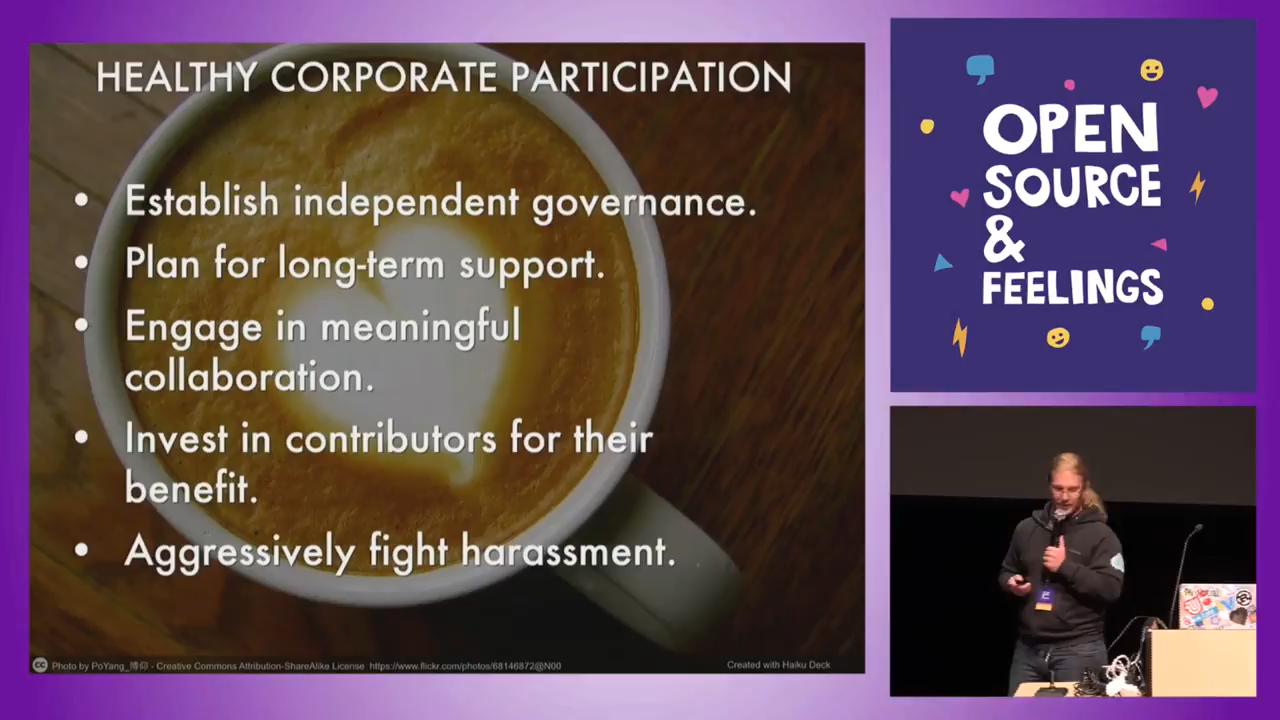 HEALTHY CORPORATE PARTICIPATION
• Establish independent governance.
• Plan for long-term support.
• Engage in meaningful
collaboration.
• Invest in contributors for their
benefit.
• Aggressively fight harassment.
Photo by PoYang_博仰 - Creative Commons Attribution-ShareAlike License https://www.flickr.com/photos/68146872@N00
Created with Haiku Deck
OPEN
SOURCE
&
FEELINGS